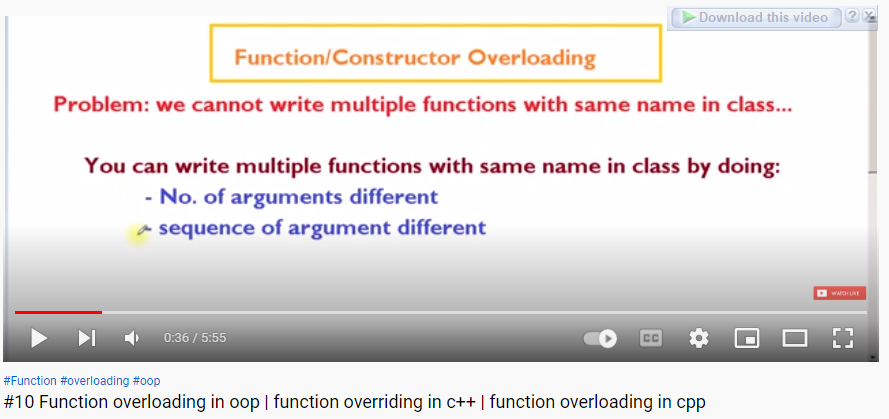 Download this video
Function/Constructor Overloading
Problem: we cannot write multiple functions with same name in class...
You can write multiple functions with same name in class by doing:
- No. of arguments different
- sequence of argument different
WATCH LIVE
0:36 / 5:55
CC
#Function #overloading #oop
#10 Function overloading in oop | function overriding in c++ | function overloading in cpp